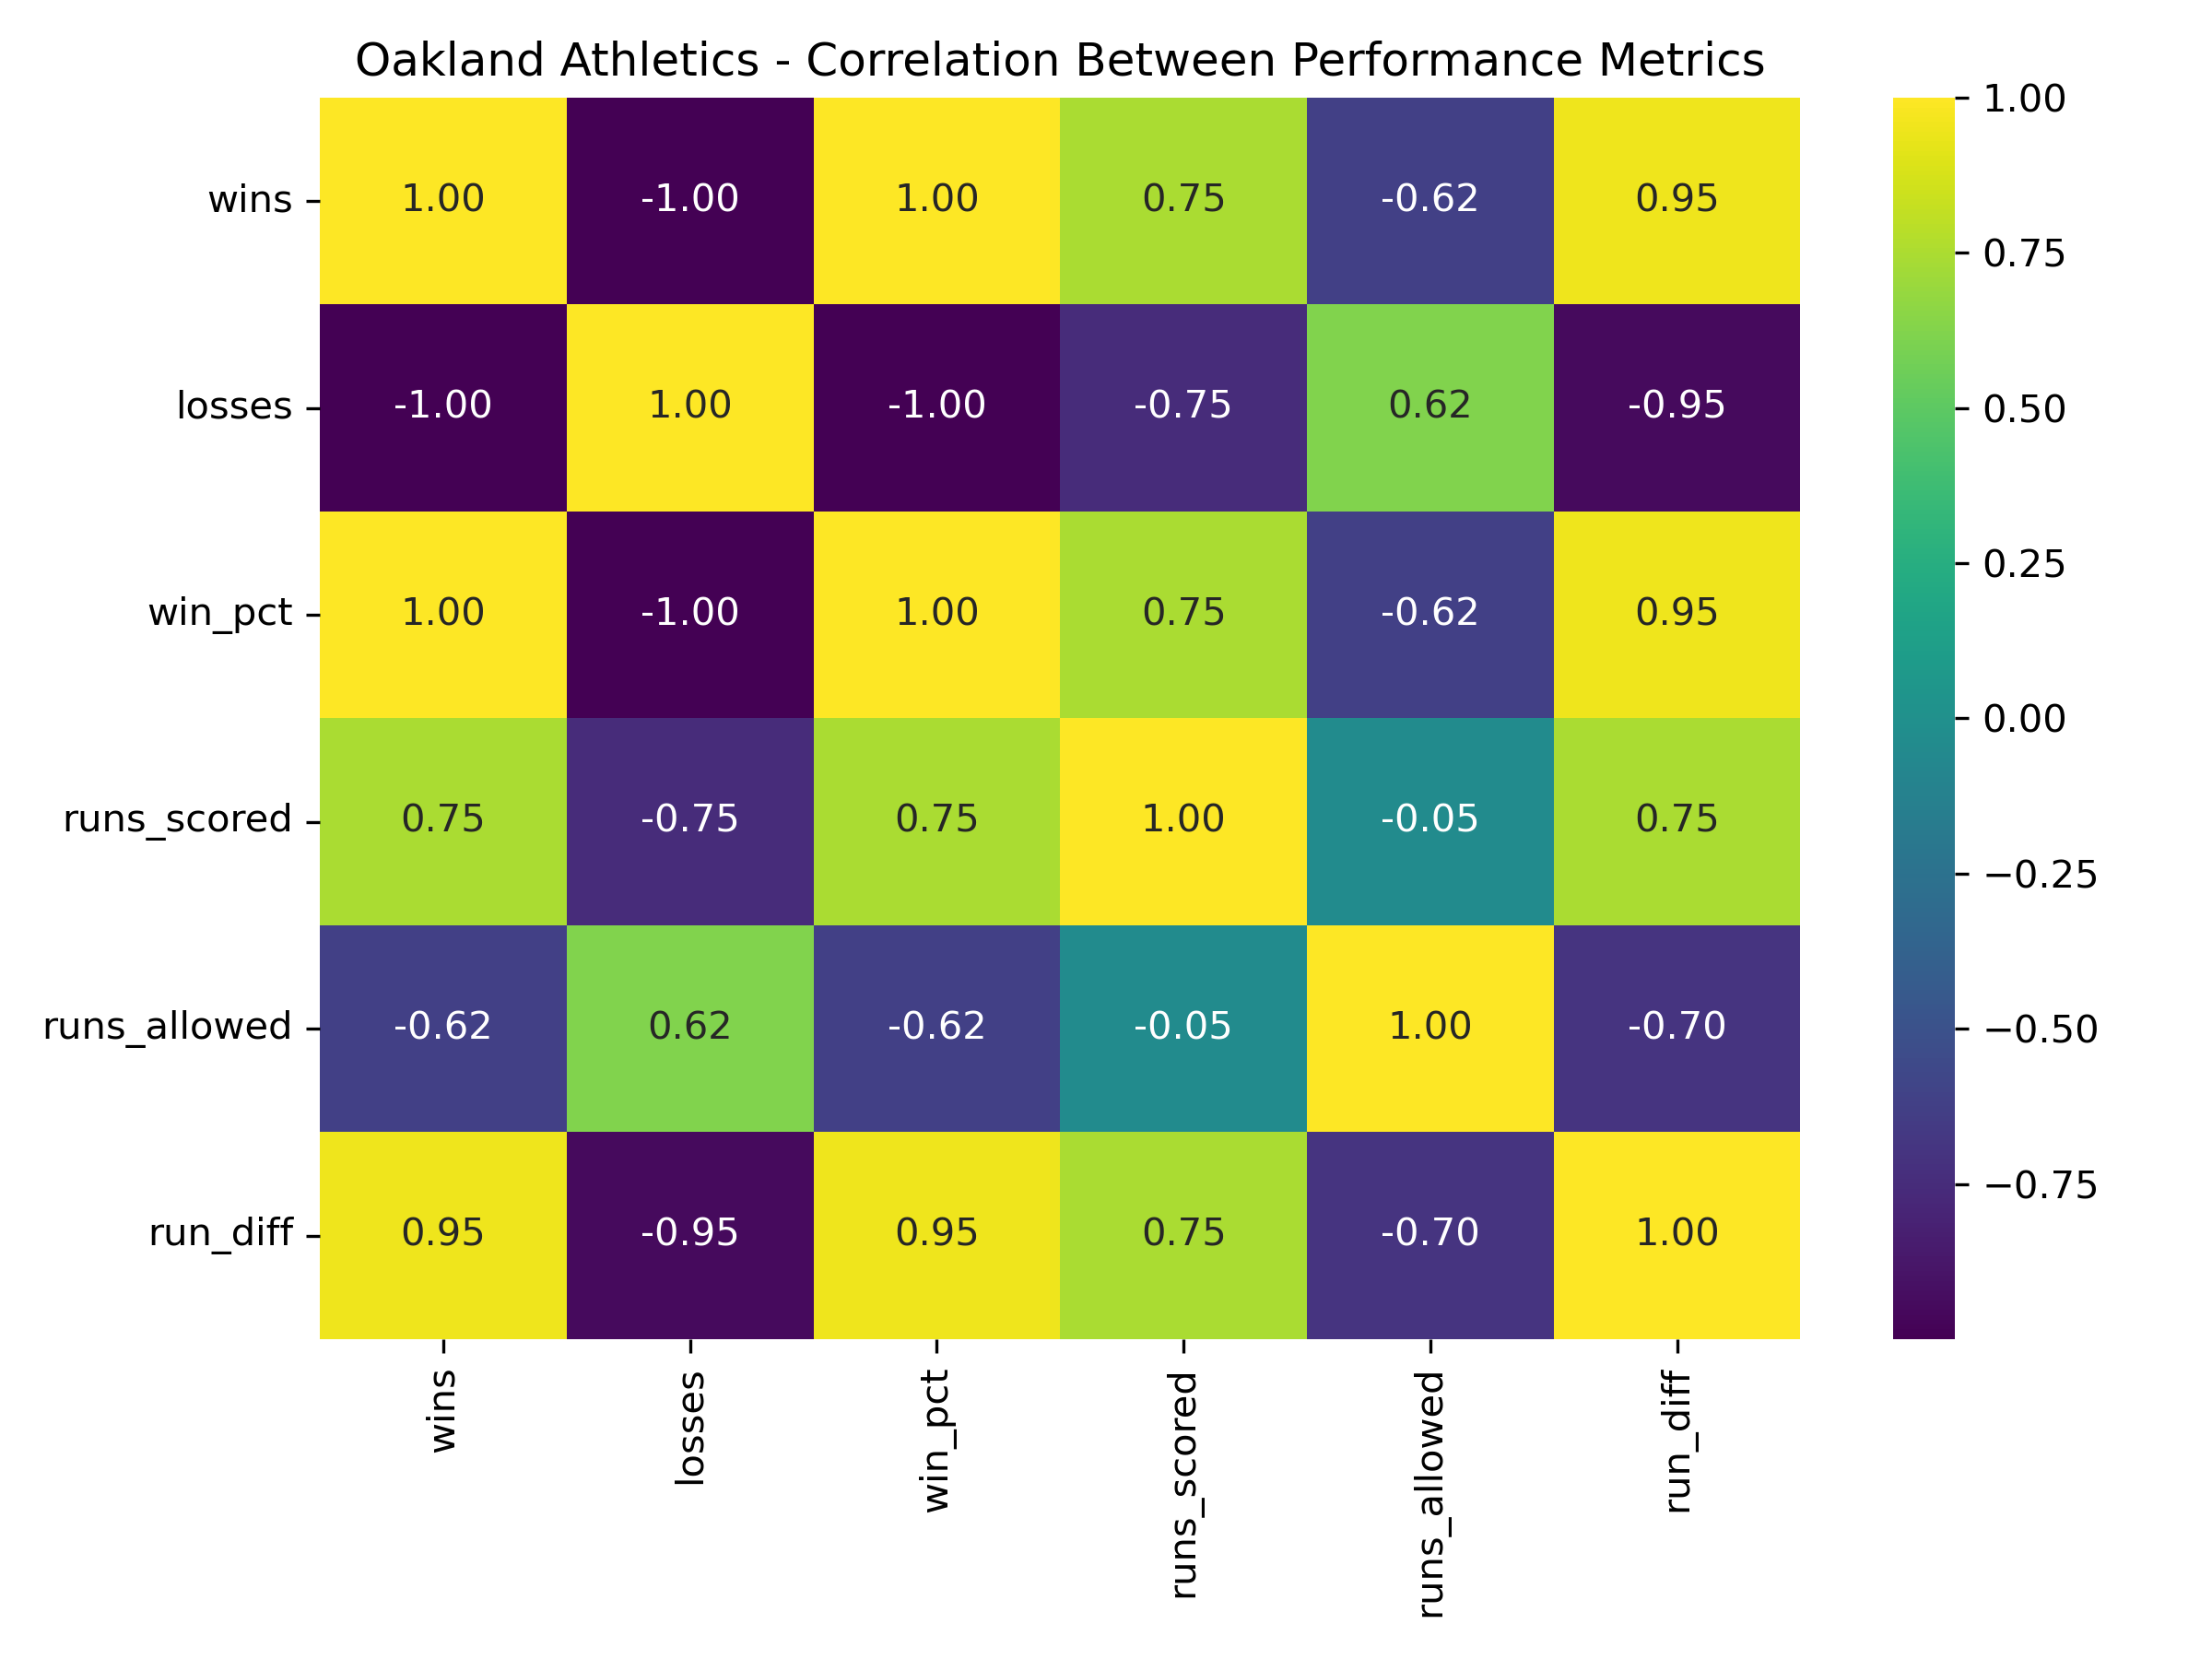 Oakland Athletics - Correlation Between Performance Metrics
wins 1.00 -1.00 1.00 0.75 -0.62 0.95
losses -1.00 1.00 -1.00 -0.75 0.62 -0.95
win_pct 1.00 -1.00 1.00 0.75 -0.62 0.95
runs_scored 0.75 -0.75 0.75 1.00 -0.05 0.75
runs_allowed -0.62 0.62 -0.62 -0.05 1.00 -0.70
run_diff 0.95 -0.95 0.95 0.75 -0.70 1.00
wins
losses
win_pct
runs_scored
runs_allowed
run_diff
1.00
0.75
0.50
0.25
0.00
−0.25
−0.50
−0.75